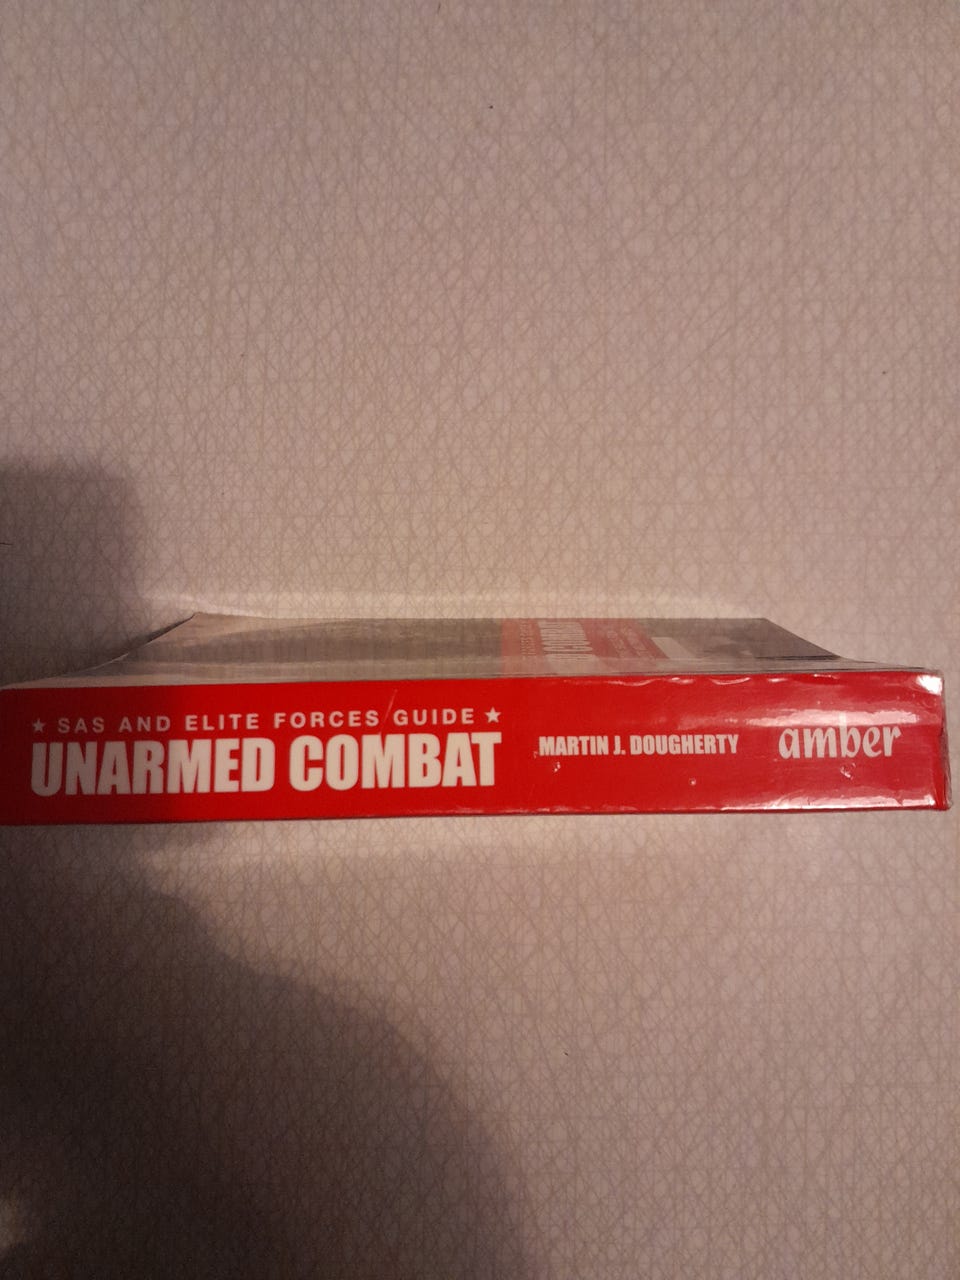 ★ SAS AND ELITE FORCES GUIDE ★
UNARMED COMBAT
MARTIN J. DOUGHERTY
amber